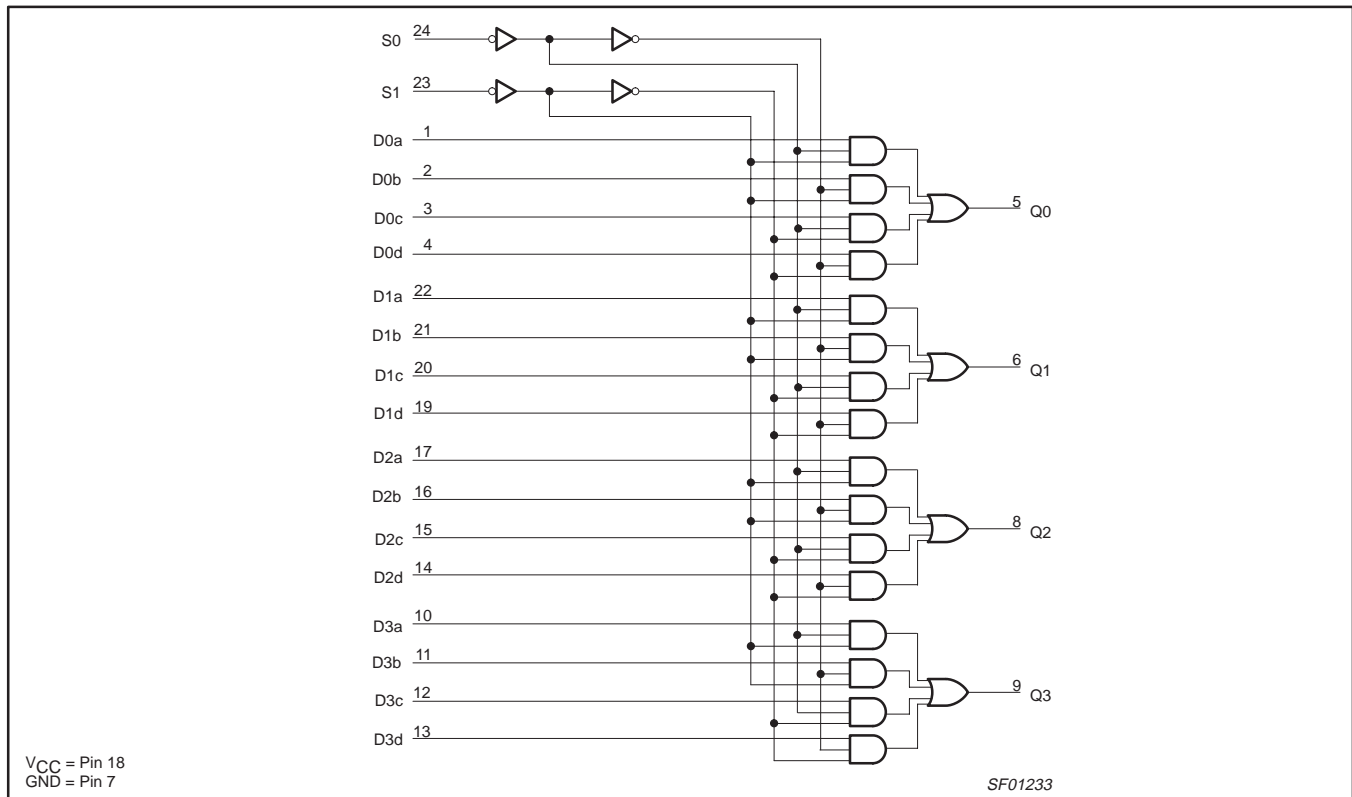 S0 24
S1 23
D0a 1
D0b 2
D0c 3
D0d 4
5 Q0
D1a 22
D1b 21
D1c 20
D1d 19
6 Q1
D2a 17
D2b 16
D2c 15
D2d 14
8 Q2
D3a 10
D3b 11
D3c 12
D3d 13
9 Q3
VCC = Pin 18
GND = Pin 7
SF01233